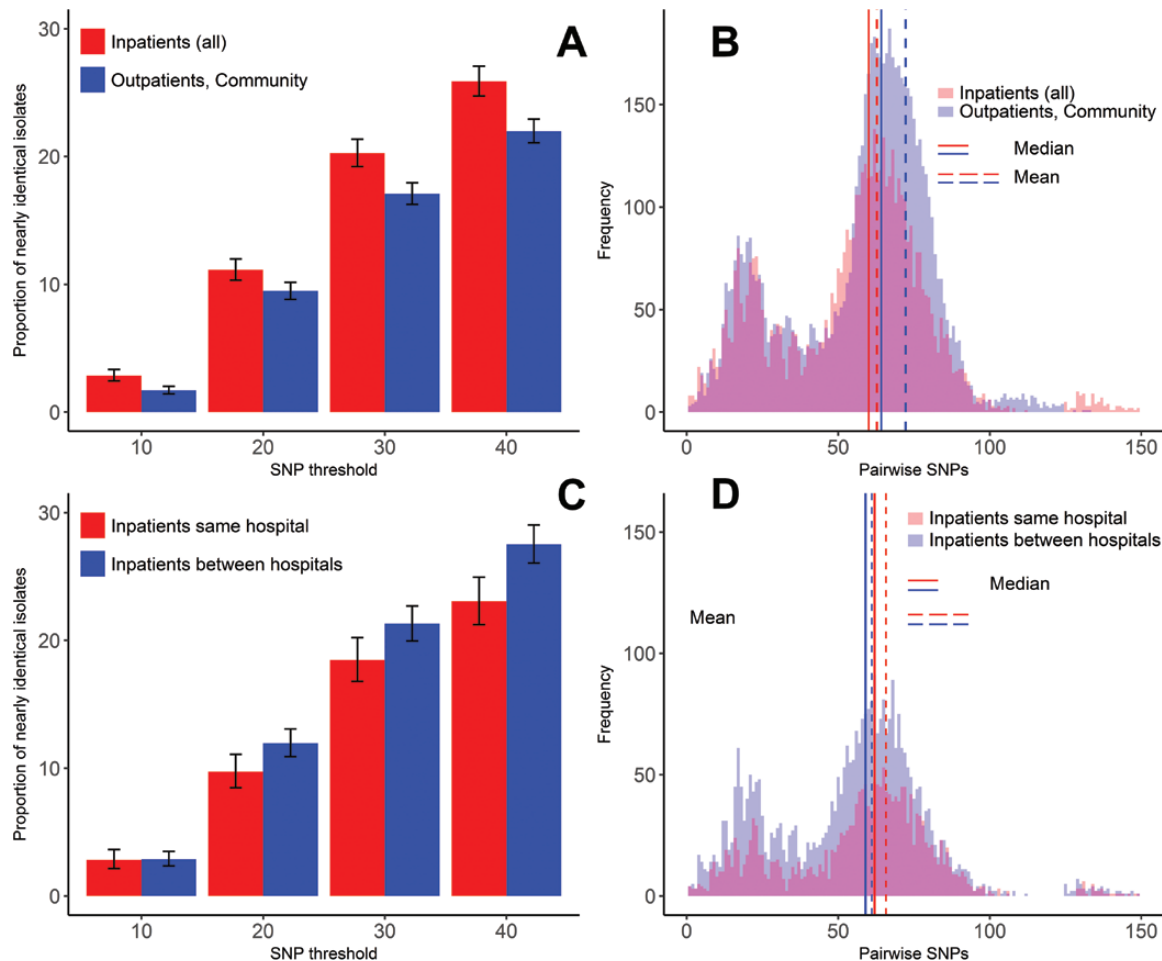 A
Proportion of nearly identical isolates
30
20
10
0
Inpatients (all)
Outpatients, Community
10 20 30 40
SNP threshold
B
Frequency
150
100
50
0
Inpatients (all)
Outpatients, Community
Median
Mean
0 50 100 150
Pairwise SNPs
C
Proportion of nearly identical isolates
30
20
10
0
Inpatients same hospital
Inpatients between hospitals
10 20 30 40
SNP threshold
D
Frequency
150
100
50
0
Inpatients same hospital
Inpatients between hospitals
Median
Mean
0 50 100 150
Pairwise SNPs